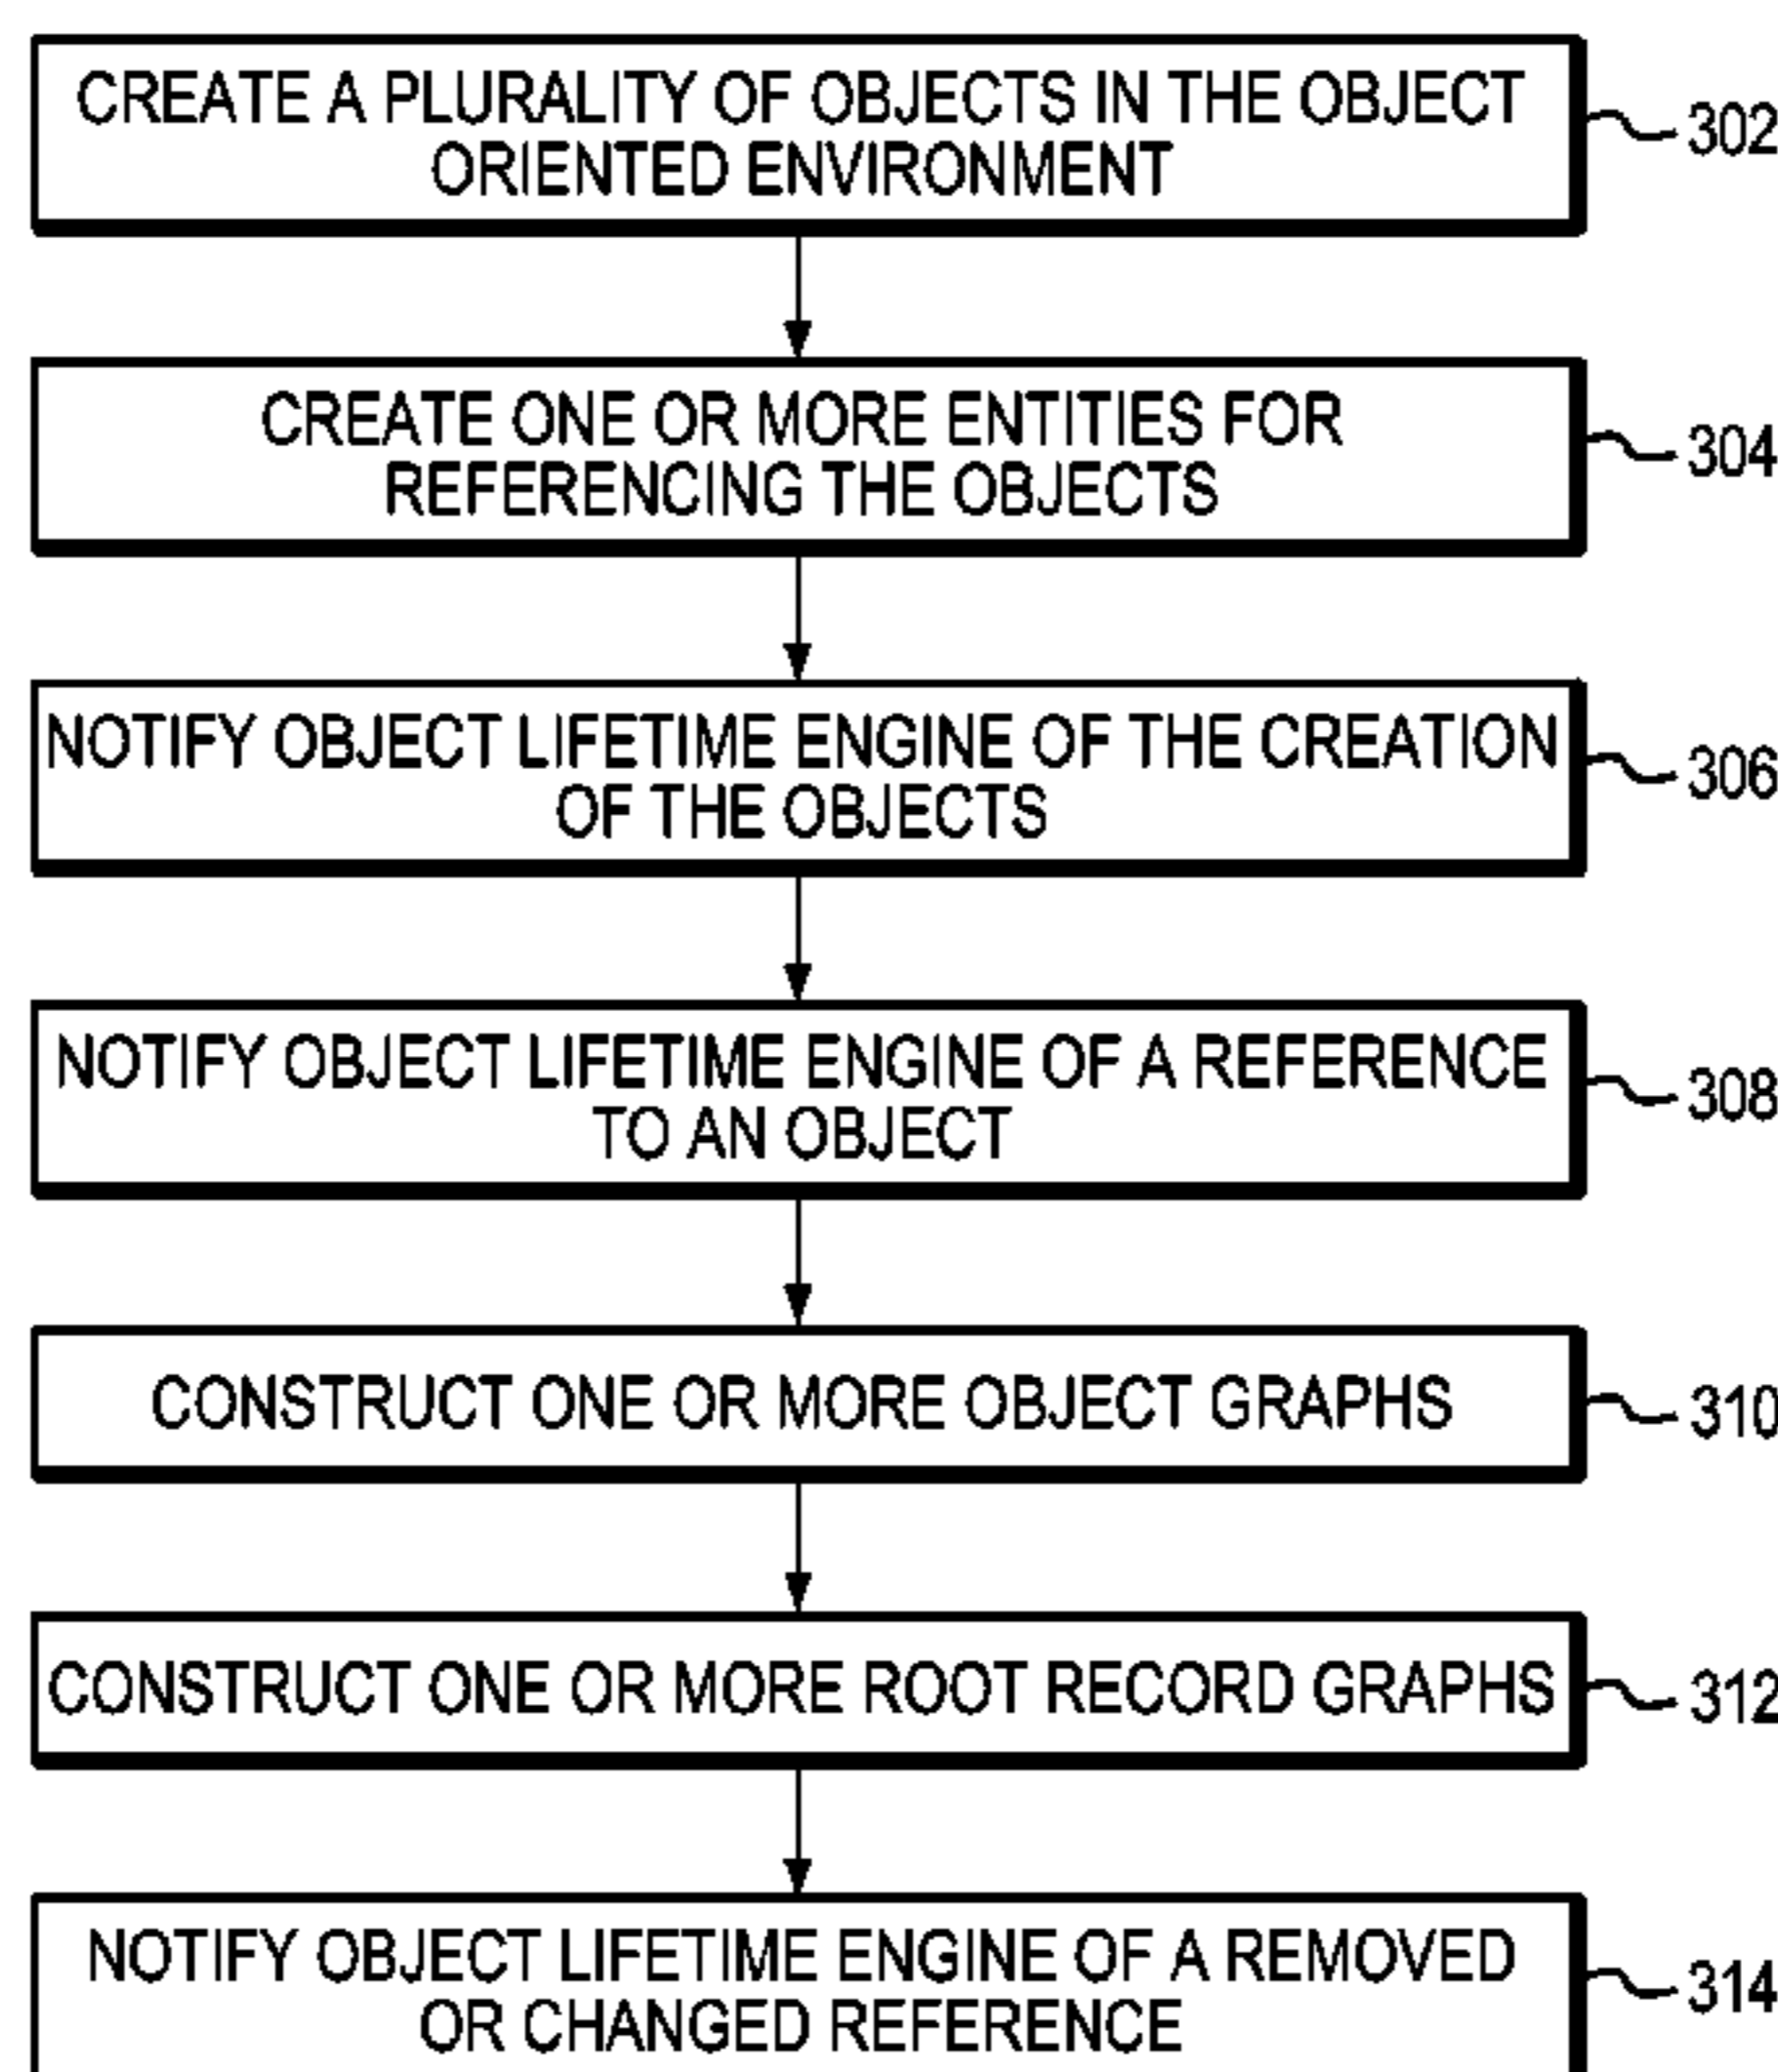 CREATE A PLURALITY OF OBJECTS IN THE OBJECT
ORIENTED ENVIRONMENT
302
CREATE ONE OR MORE ENTITIES FOR
REFERENCING THE OBJECTS
304
NOTIFY OBJECT LIFETIME ENGINE OF THE CREATION
OF THE OBJECTS
306
NOTIFY OBJECT LIFETIME ENGINE OF A REFERENCE
TO AN OBJECT
308
CONSTRUCT ONE OR MORE OBJECT GRAPHS
310
CONSTRUCT ONE OR MORE ROOT RECORD GRAPHS
312
NOTIFY OBJECT LIFETIME ENGINE OF A REMOVED
OR CHANGED REFERENCE
314